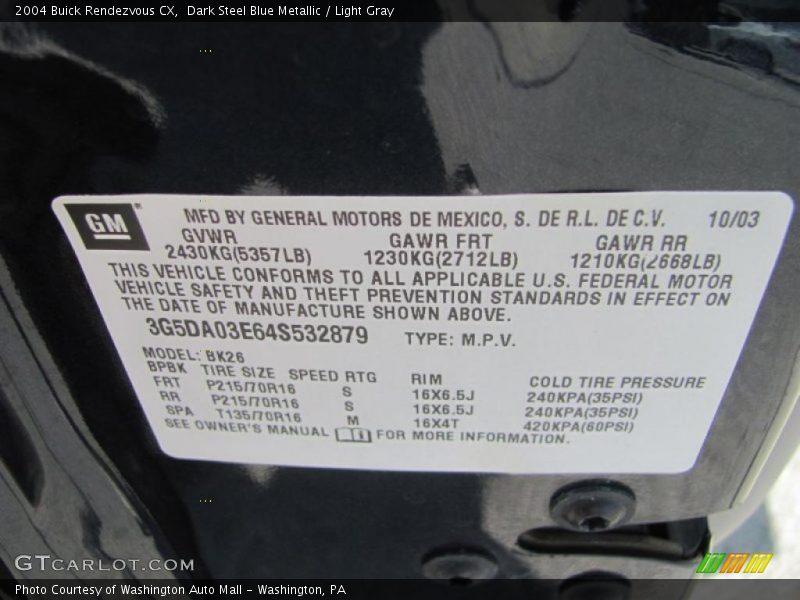 2004 Buick Rendezvous CX,  Dark Steel Blue Metallic / Light Gray
GM
MFD BY GENERAL MOTORS DE MEXICO, S. DE R.L. DE C.V. 10/03
GVWR GAWR FRT GAWR RR
2430KG(5357LB) 1230KG(2712LB) 1210KG(2668LB)
THIS VEHICLE CONFORMS TO ALL APPLICABLE U.S. FEDERAL MOTOR
VEHICLE SAFETY AND THEFT PREVENTION STANDARDS IN EFFECT ON
THE DATE OF MANUFACTURE SHOWN ABOVE.
3G5DA03E64S532879 TYPE: M.P.V.
MODEL: BK26
BPBK TIRE SIZE SPEED RTG RIM COLD TIRE PRESSURE
FRT P215/70R16 S 16X6.5J 240KPA(35PSI)
RR P215/70R16 S 16X6.5J 240KPA(35PSI)
SPA T135/70R16 M 16X4T 420KPA(60PSI)
SEE OWNER'S MANUAL FOR MORE INFORMATION.
GTCARLOT.COM
Photo Courtesy of Washington Auto Mall – Washington, PA